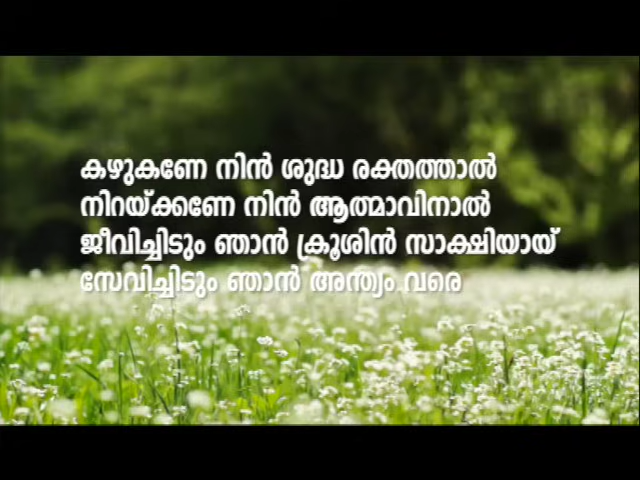 കഴുകണേ നിൻ ശുദ്ധ രക്തത്താൽ
നിറയ്ക്കണേ നിൻ ആത്മാവിനാൽ
ജീവിച്ചിടും ഞാൻ ക്രൂശിൻ സാക്ഷിയായ്
സേവിച്ചിടും ഞാൻ അന്ത്യം വരെ